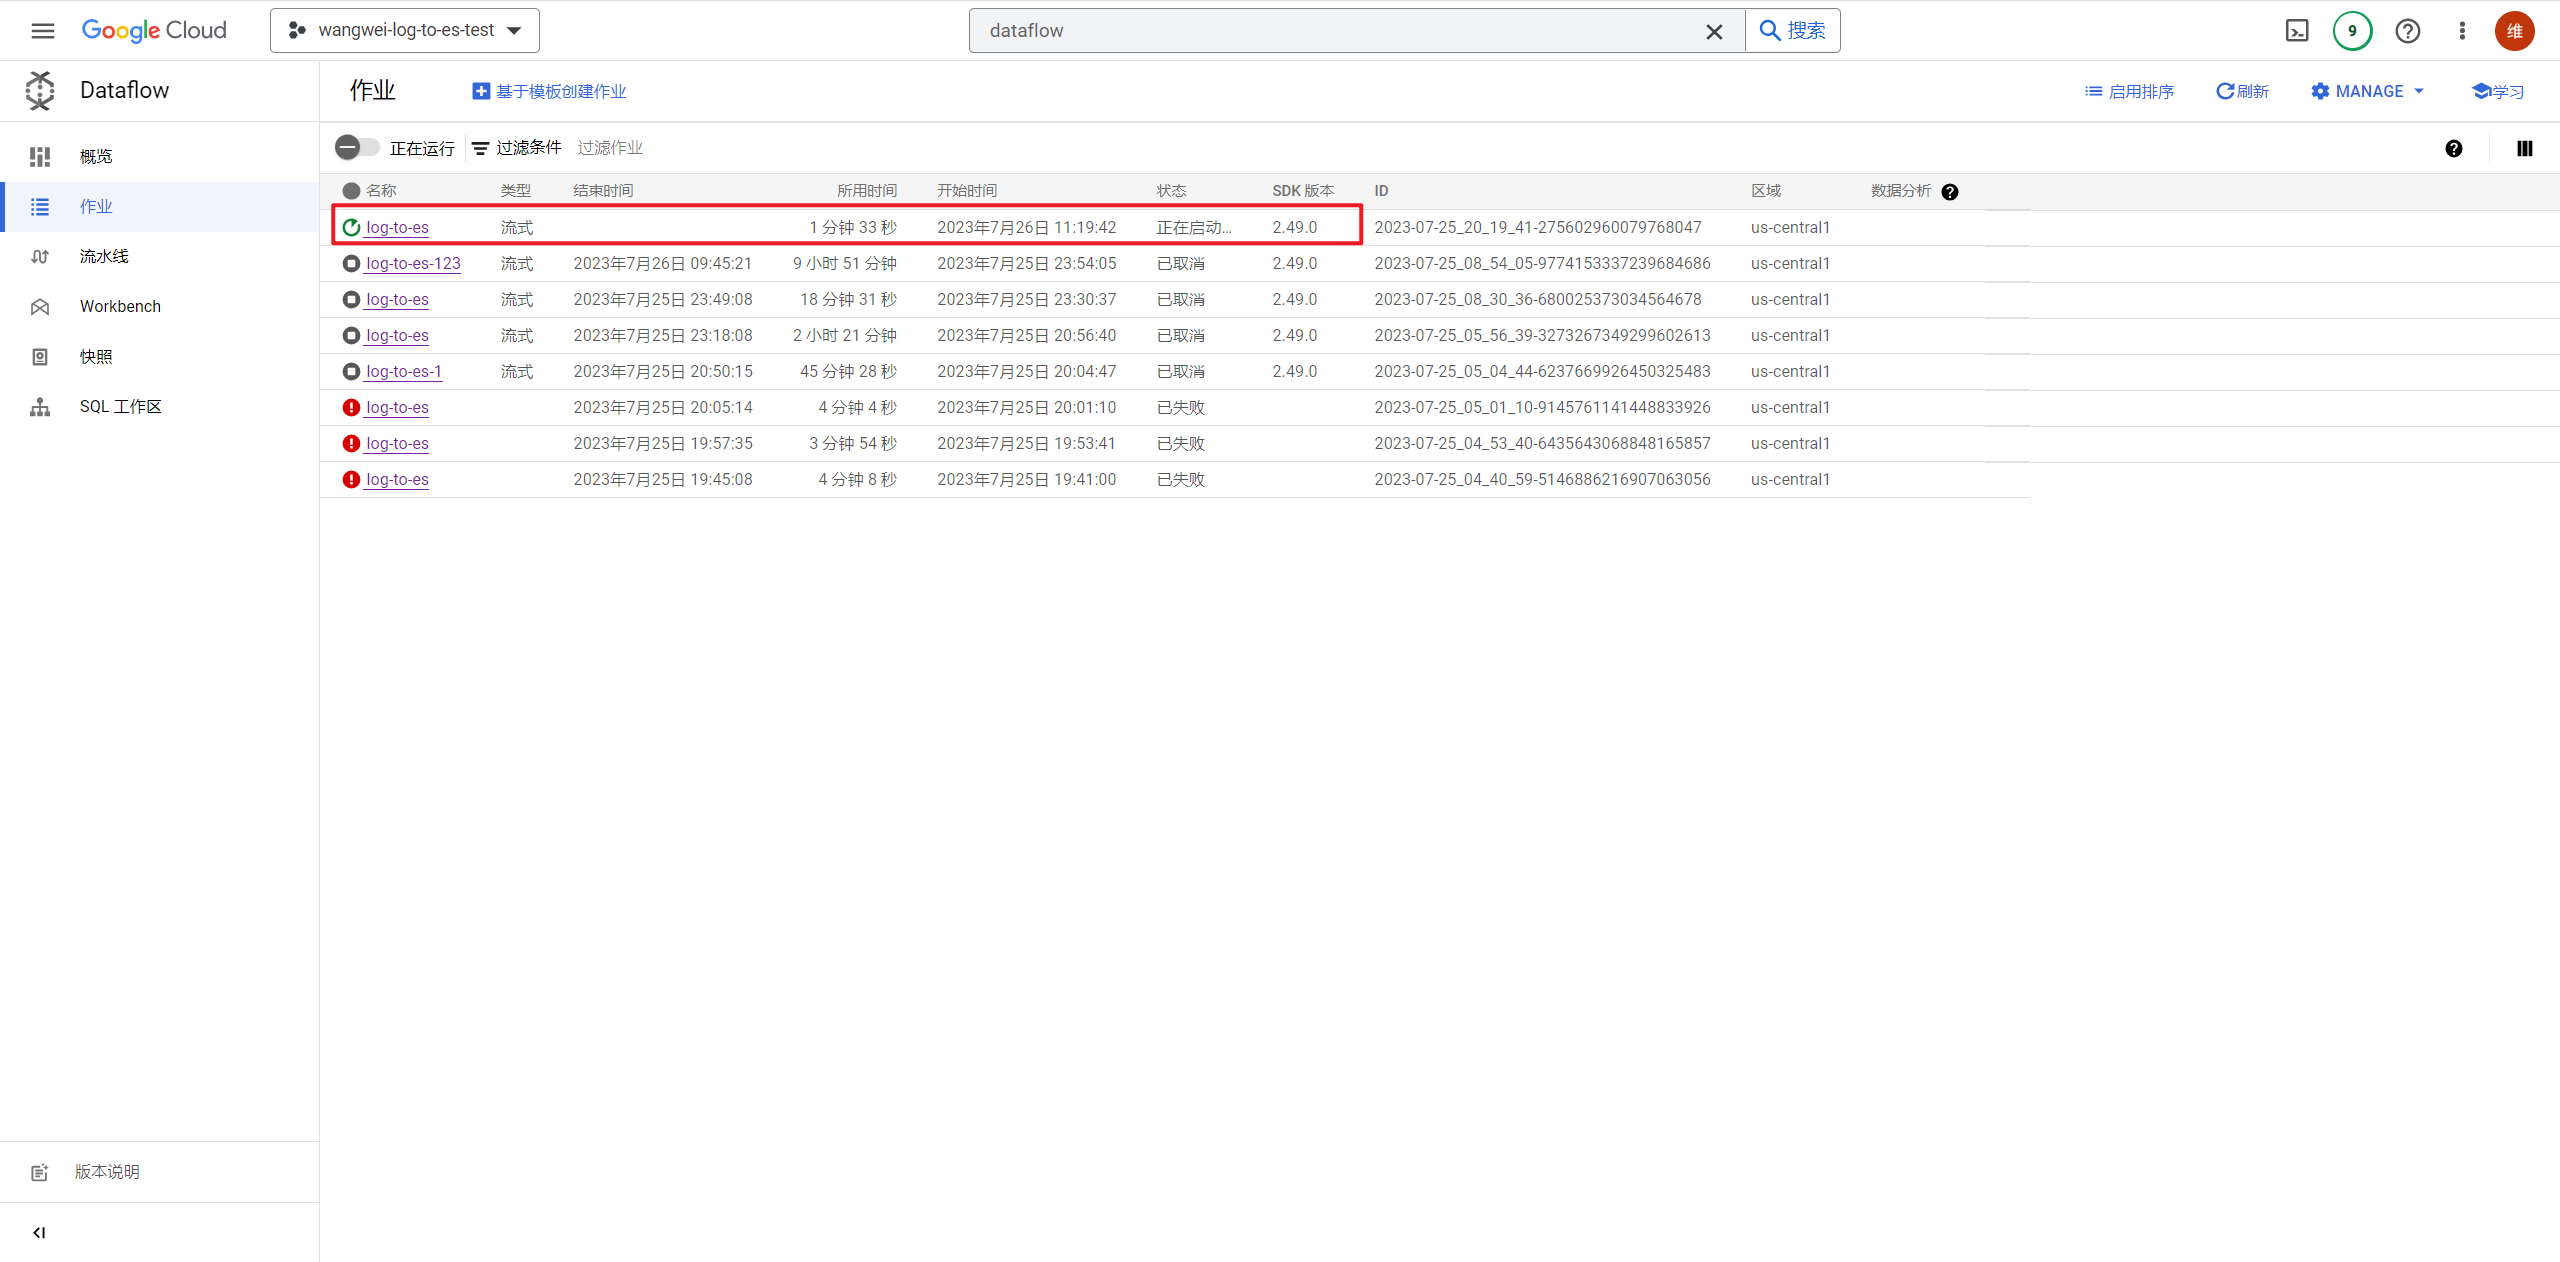 Google Cloud wangwei-log-to-es-test dataflow 搜索 9 维
Dataflow 作业 基于模板创建作业 启用排序 刷新 MANAGE 学习
概览
作业
流水线
Workbench
快照
SQL 工作区
版本说明
正在运行 过滤条件 过滤作业
名称 类型 结束时间 所用时间 开始时间 状态 SDK 版本 ID 区域 数据分析
log-to-es 流式 1 分钟 33 秒 2023年7月26日 11:19:42 正在启动... 2.49.0 2023-07-25_20_19_41-275602960079768047 us-central1
log-to-es-123 流式 2023年7月26日 09:45:21 9 小时 51 分钟 2023年7月25日 23:54:05 已取消 2.49.0 2023-07-25_08_54_05-9774153337239684686 us-central1
log-to-es 流式 2023年7月25日 23:49:08 18 分钟 31 秒 2023年7月25日 23:30:37 已取消 2.49.0 2023-07-25_08_30_36-680025373034564678 us-central1
log-to-es 流式 2023年7月25日 23:18:08 2 小时 21 分钟 2023年7月25日 20:56:40 已取消 2.49.0 2023-07-25_05_56_39-3273267349299602613 us-central1
log-to-es-1 流式 2023年7月25日 20:50:15 45 分钟 28 秒 2023年7月25日 20:04:47 已取消 2.49.0 2023-07-25_05_04_44-6237669926450325483 us-central1
log-to-es 2023年7月25日 20:05:14 4 分钟 4 秒 2023年7月25日 20:01:10 已失败 2023-07-25_05_01_10-9145761141448833926 us-central1
log-to-es 2023年7月25日 19:57:35 3 分钟 54 秒 2023年7月25日 19:53:41 已失败 2023-07-25_04_53_40-6435643068848165857 us-central1
log-to-es 2023年7月25日 19:45:08 4 分钟 8 秒 2023年7月25日 19:41:00 已失败 2023-07-25_04_40_59-5146886216907063056 us-central1